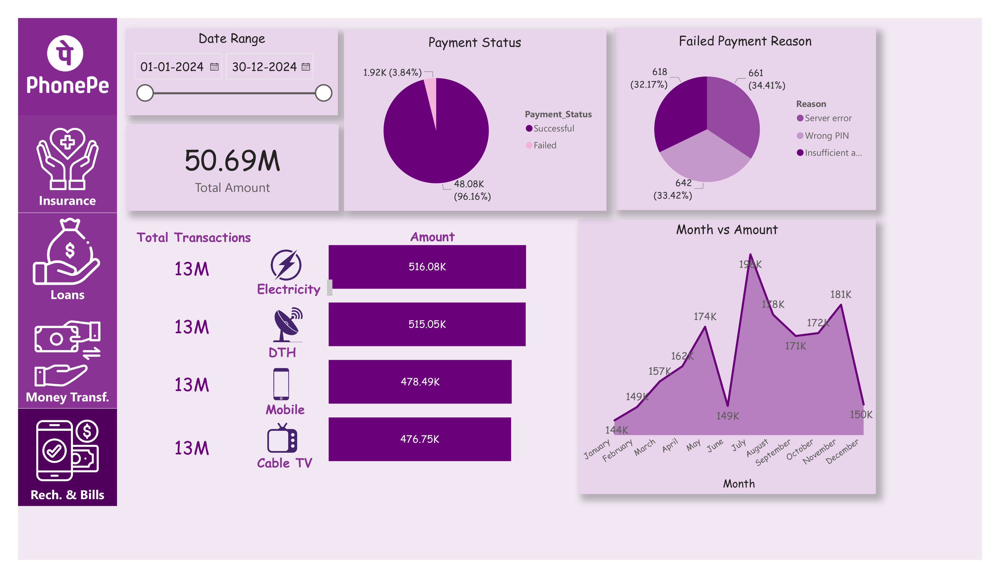 पे
PhonePe
Insurance
Loans
Money Transf.
Rech. & Bills
Date Range
01-01-2024
30-12-2024
50.69M
Total Amount
Payment Status
1.92K (3.84%)
48.08K
(96.16%)
Payment_Status
Successful
Failed
Failed Payment Reason
618
(32.17%)
661
(34.41%)
642
(33.42%)
Reason
Server error
Wrong PIN
Insufficient a...
Total Transactions
Amount
13M
Electricity
516.08K
13M
DTH
515.05K
13M
Mobile
478.49K
13M
Cable TV
476.75K
Month vs Amount
144K
149K
157K
162K
174K
149K
198K
178K
171K
172K
181K
150K
January
February
March
April
May
June
July
August
September
October
November
December
Month